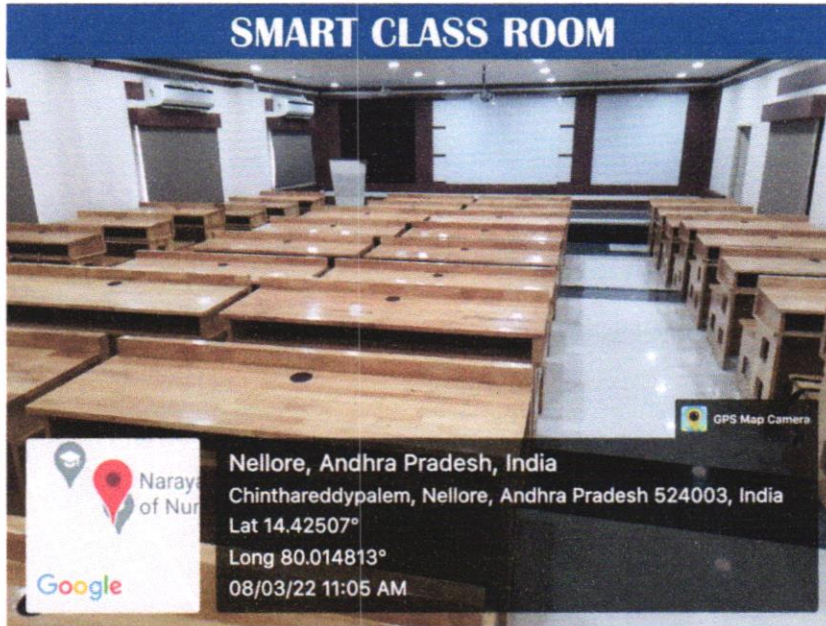 SMART CLASS ROOM
GPS Map Camera
Nellore, Andhra Pradesh, India
Chinthareddypalem, Nellore, Andhra Pradesh 524003, India
Lat 14.42507°
Long 80.014813°
08/03/22 11:05 AM
Naraya
of Nur
Google